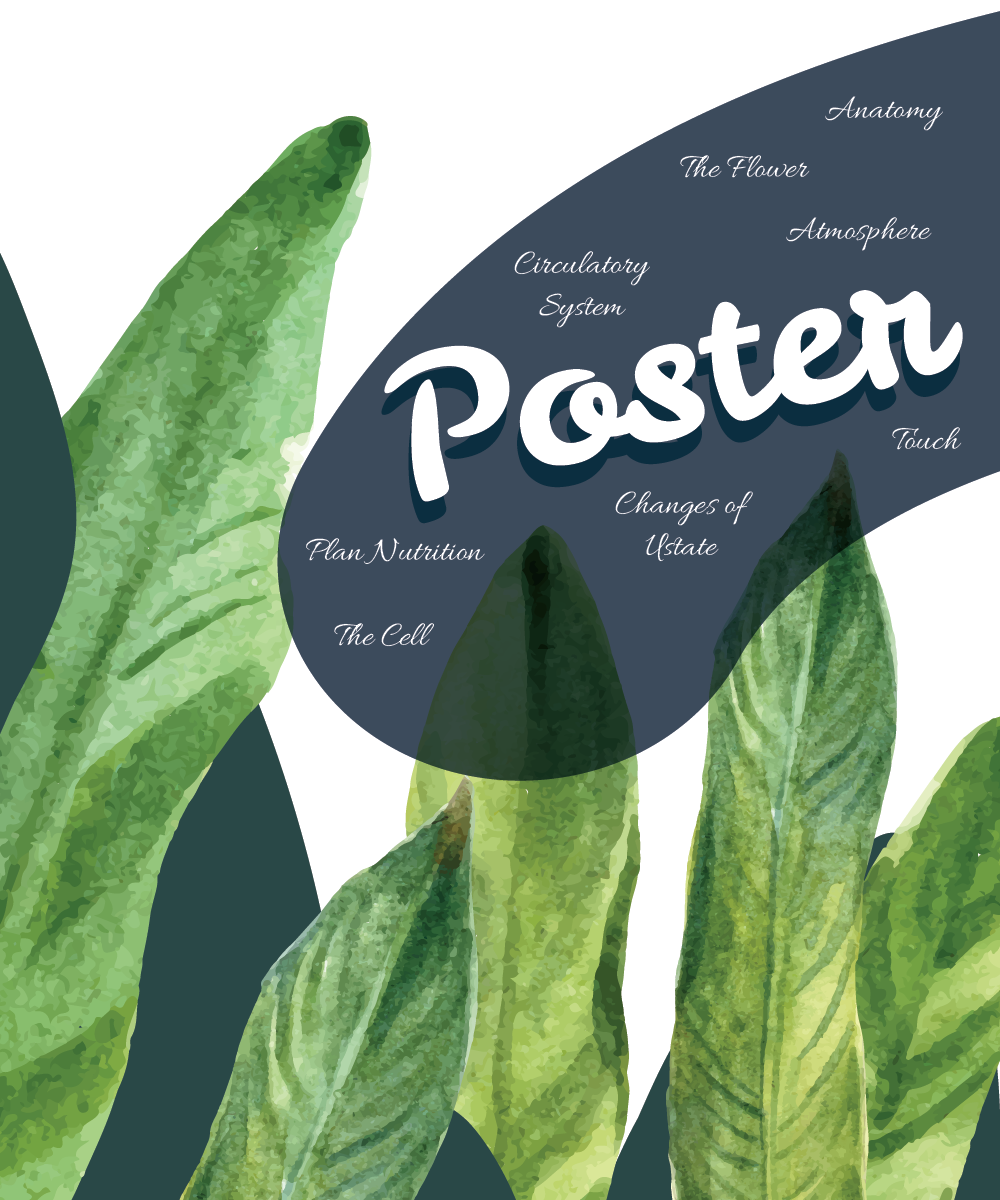 Anatomy
The Flower
Atmosphere
Circulatory
System
Poster
Touch
Changes of
Ustate
Plan Nutrition
The Cell